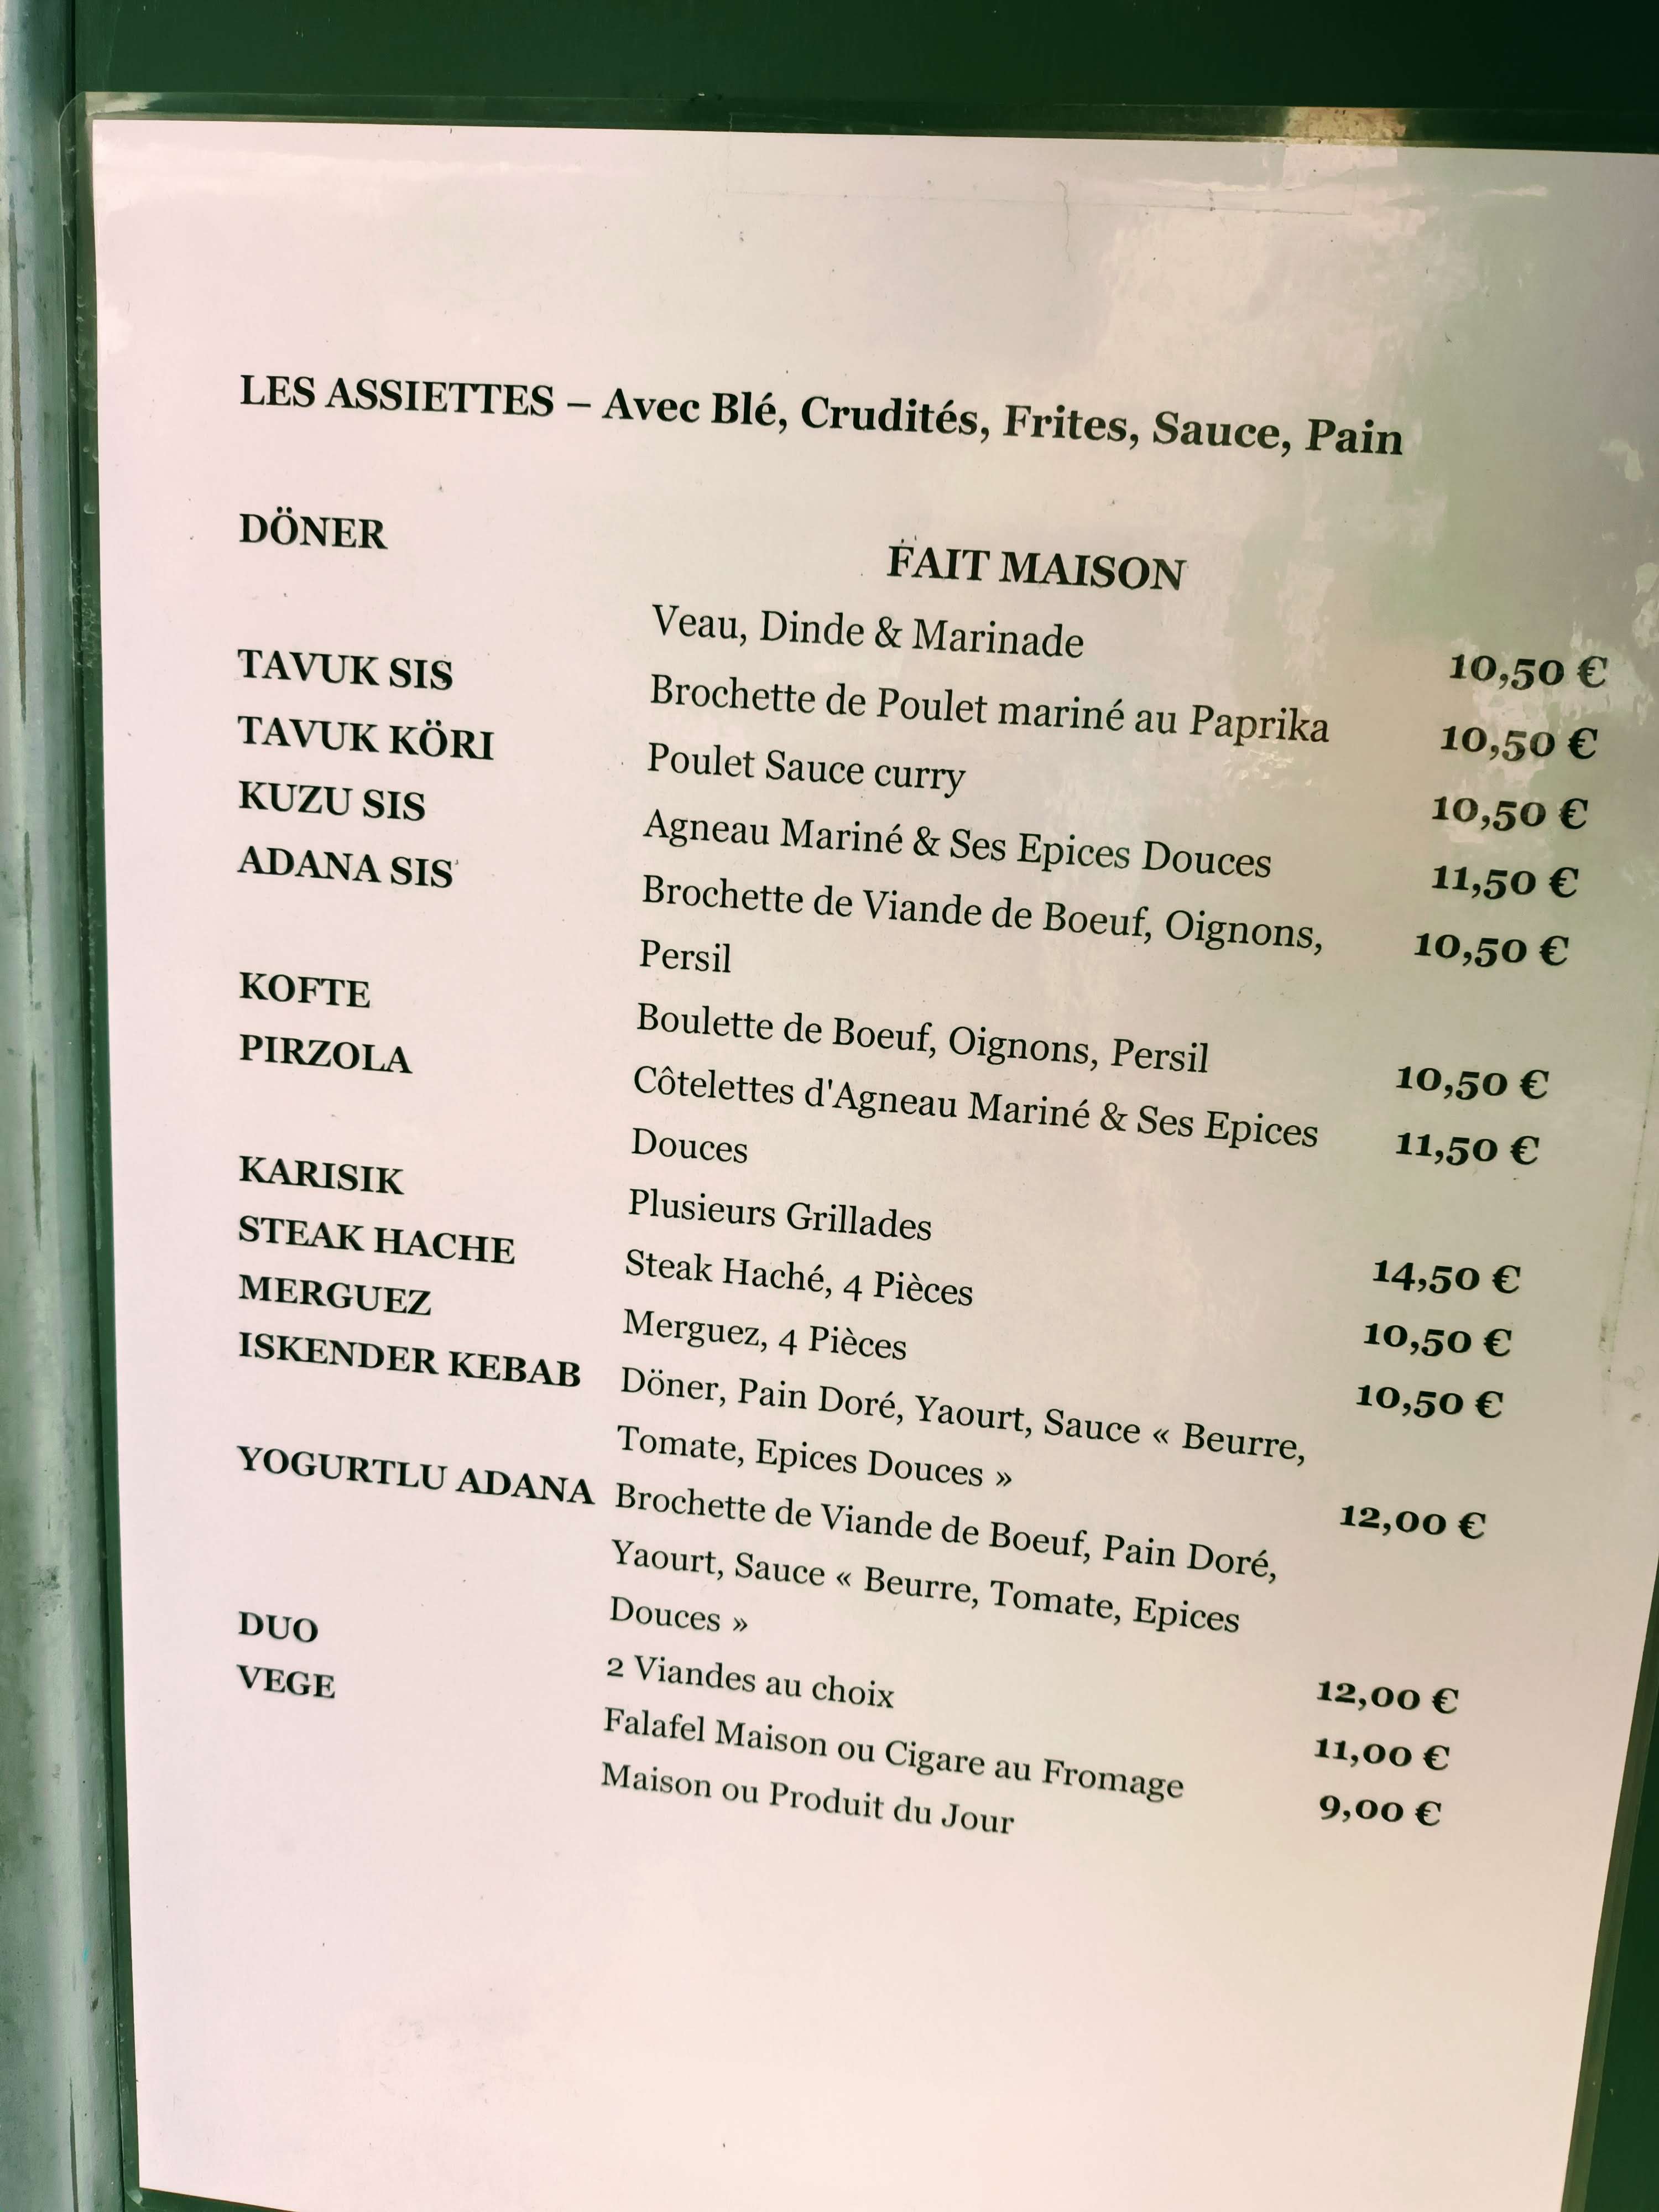 LES ASSIETTES – Avec Blé, Crudités, Frites, Sauce, Pain
DÖNER FAIT MAISON
Veau, Dinde & Marinade 10,50 €
TAVUK SIS Brochette de Poulet mariné au Paprika 10,50 €
TAVUK KÖRI Poulet Sauce curry 10,50 €
KUZU SIS Agneau Mariné & Ses Epices Douces 11,50 €
ADANA SIS Brochette de Viande de Boeuf, Oignons, 10,50 €
Persil
KOFTE Boulette de Boeuf, Oignons, Persil 10,50 €
PIRZOLA Côtelettes d'Agneau Mariné & Ses Epices 11,50 €
Douces
KARISIK Plusieurs Grillades 14,50 €
STEAK HACHE Steak Haché, 4 Pièces 10,50 €
MERGUEZ Merguez, 4 Pièces 10,50 €
ISKENDER KEBAB Döner, Pain Doré, Yaourt, Sauce « Beurre,
Tomate, Epices Douces » 12,00 €
YOGURTLU ADANA Brochette de Viande de Boeuf, Pain Doré,
Yaourt, Sauce « Beurre, Tomate, Epices
Douces » 12,00 €
DUO 2 Viandes au choix 11,00 €
VEGE Falafel Maison ou Cigare au Fromage 9,00 €
Maison ou Produit du Jour